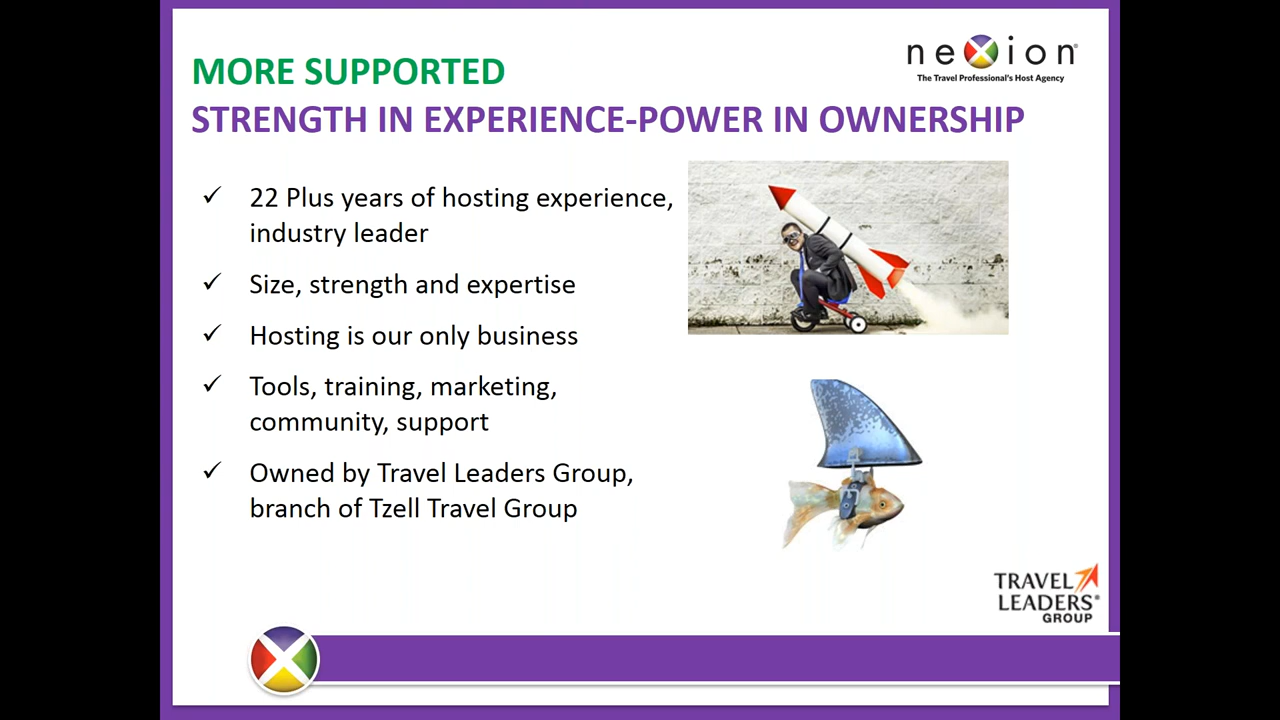 MORE SUPPORTED
neXion®
The Travel Professional's Host Agency
STRENGTH IN EXPERIENCE-POWER IN OWNERSHIP
✓ 22 Plus years of hosting experience,
industry leader
✓ Size, strength and expertise
✓ Hosting is our only business
✓ Tools, training, marketing,
community, support
✓ Owned by Travel Leaders Group,
branch of Tzell Travel Group
TRAVEL
LEADERS®
GROUP